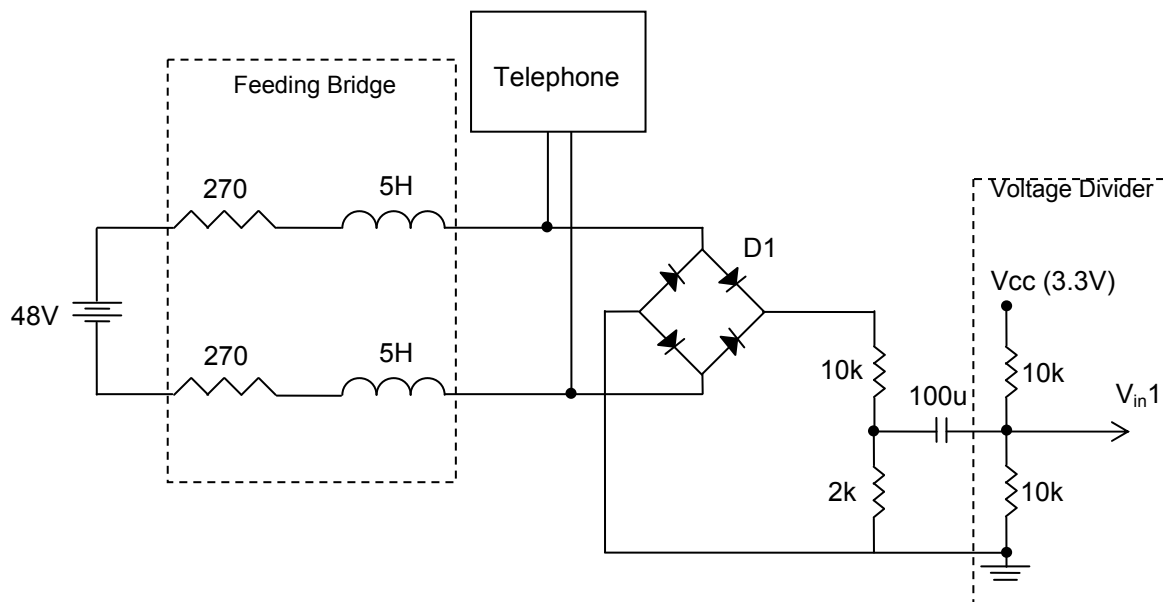 Telephone
Feeding Bridge
270
5H
Voltage Divider
D1
Vcc (3.3V)
48V
270
5H
10k
100u
10k
Vin1
2k
10k